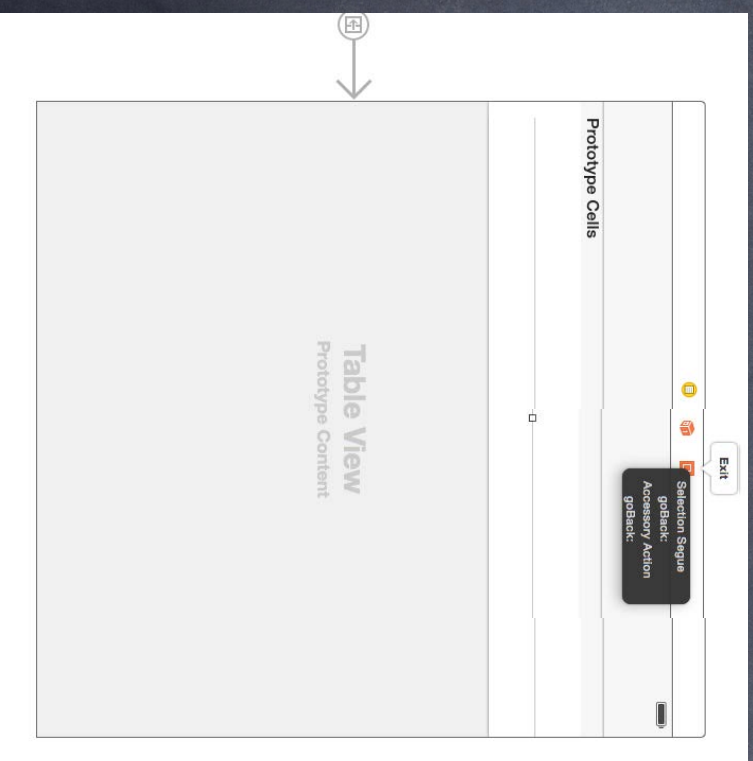 Exit
Selection Segue
goBack:
Accessory Action
goBack:
Prototype Cells
Table View
Prototype Content